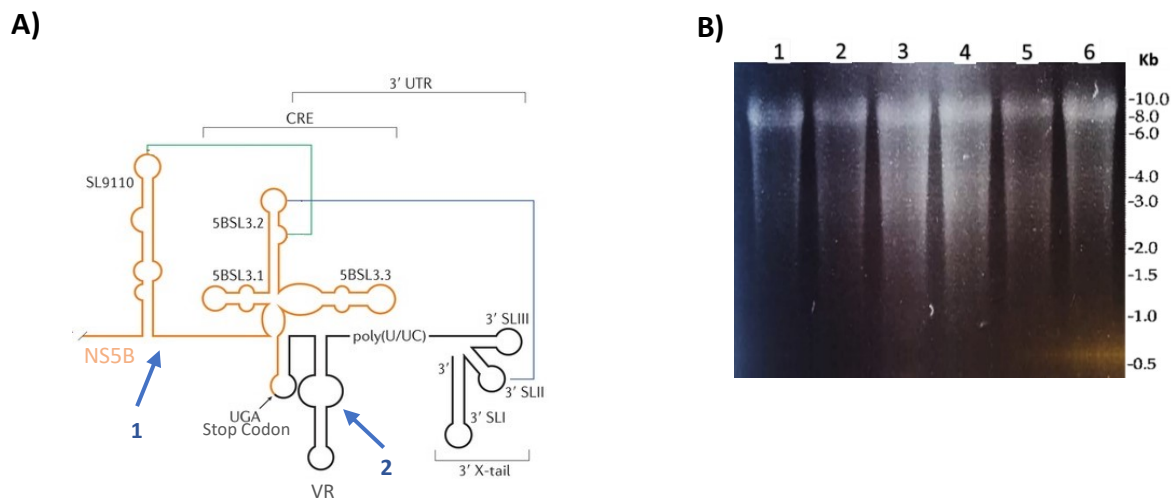 A)
3′ UTR
CRE
SL9110
5BSL3.2
5BSL3.1
5BSL3.3
NS5B
poly(U/UC)
3′ SLIII
3′
3′ SLII
3′ SLI
UGA
Stop Codon
1
2
VR
3′ X-tail
B)
1 2 3 4 5 6 Kb
-10.0
-8.0
-6.0
-4.0
-3.0
-2.0
-1.5
-1.0
-0.5